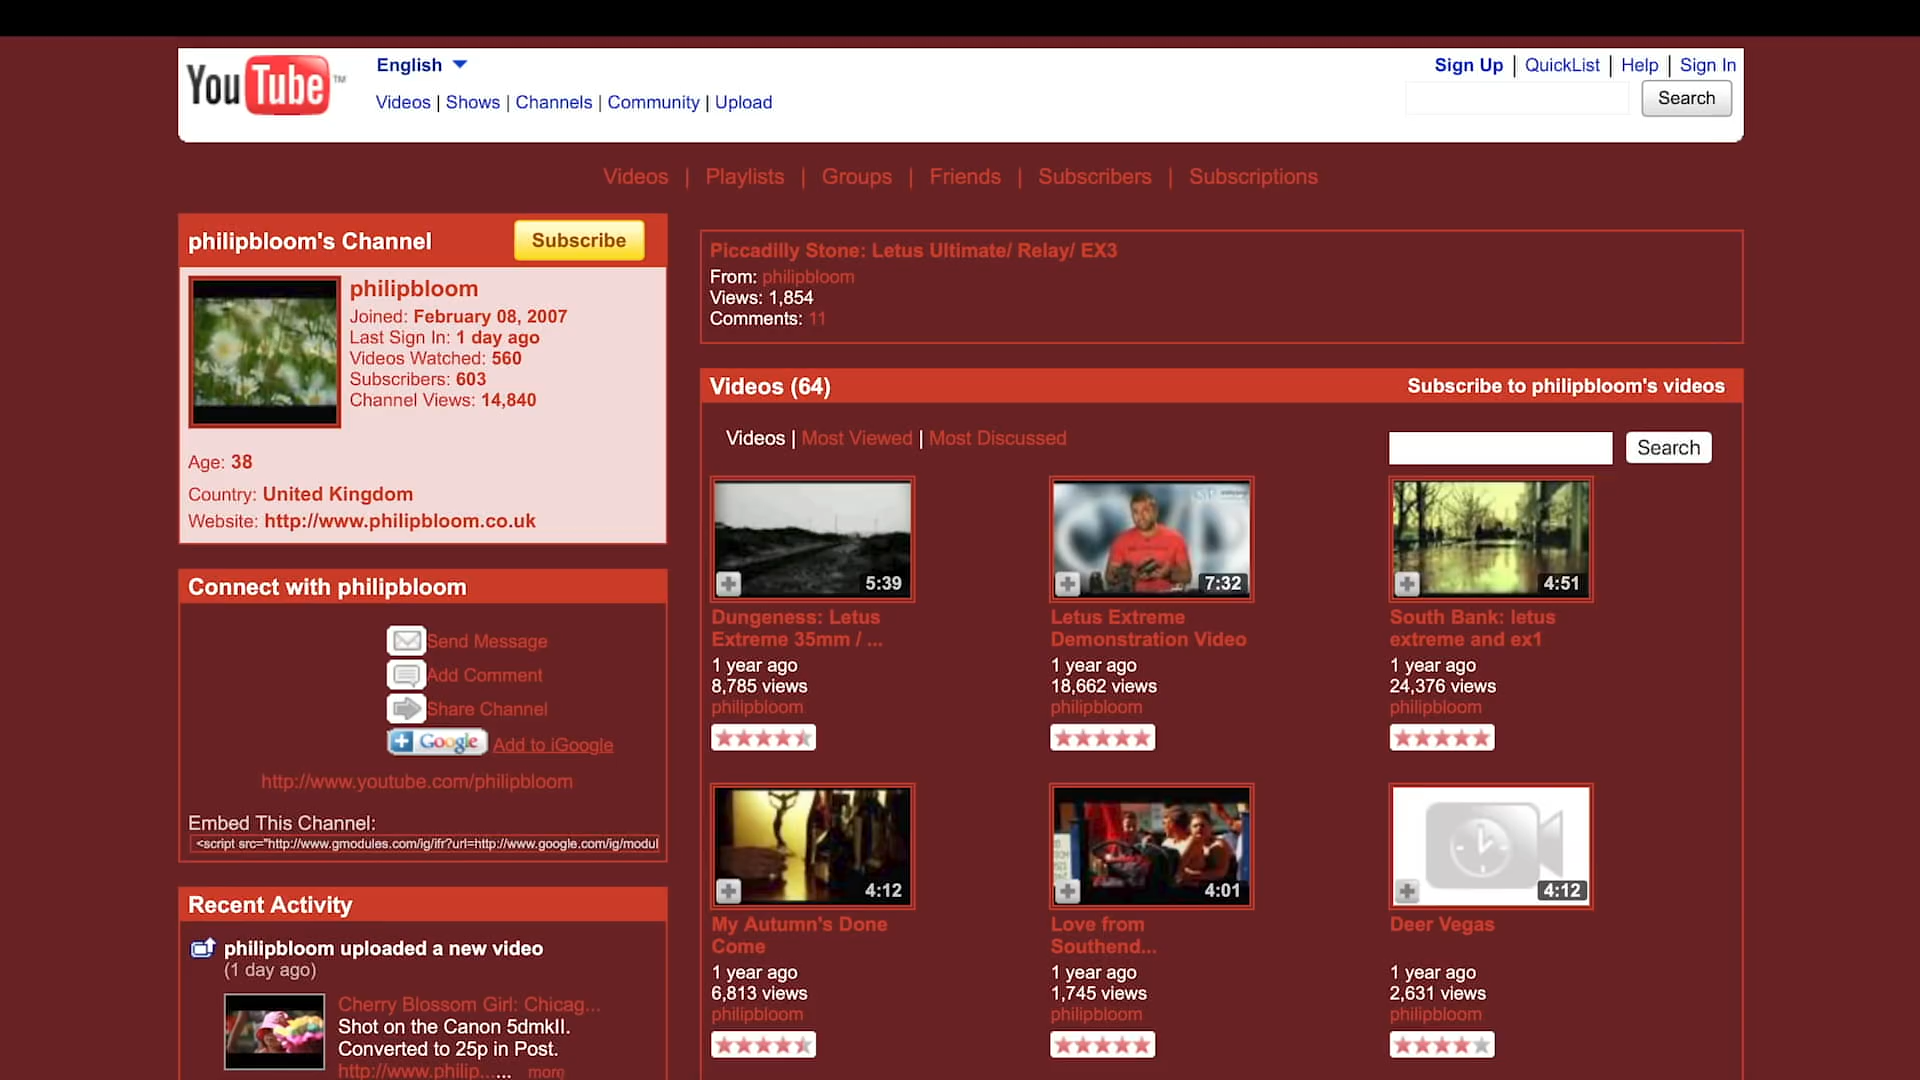 YouTube™
English
Sign Up | QuickList | Help | Sign In
Videos | Shows | Channels | Community | Upload
Search
Videos | Playlists | Groups | Friends | Subscribers | Subscriptions
philipbloom's Channel
Subscribe
philipbloom
Joined: February 08, 2007
Last Sign In: 1 day ago
Videos Watched: 560
Subscribers: 603
Channel Views: 14,840
Age: 38
Country: United Kingdom
Website: http://www.philipbloom.co.uk
Connect with philipbloom
Send Message
Add Comment
Share Channel
Google Add to iGoogle
http://www.youtube.com/philipbloom
Embed This Channel:
<script src="http://www.gmodules.com/ig/ifr?url=http://www.google.com/ig/modul
Recent Activity
philipbloom uploaded a new video
(1 day ago)
Cherry Blossom Girl: Chicag...
Shot on the Canon 5dmkII.
Converted to 25p in Post.
http://www.philip...... more
Piccadilly Stone: Letus Ultimate/ Relay/ EX3
From: philipbloom
Views: 1,854
Comments: 11
Videos (64)
Subscribe to philipbloom's videos
Videos | Most Viewed | Most Discussed
Search
5:39
Dungeness: Letus
Extreme 35mm / ...
1 year ago
8,785 views
philipbloom
7:32
Letus Extreme
Demonstration Video
1 year ago
18,662 views
philipbloom
4:51
South Bank: letus
extreme and ex1
1 year ago
24,376 views
philipbloom
4:12
My Autumn's Done
Come
1 year ago
6,813 views
philipbloom
4:01
Love from
Southend...
1 year ago
1,745 views
philipbloom
4:12
Deer Vegas
1 year ago
2,631 views
philipbloom